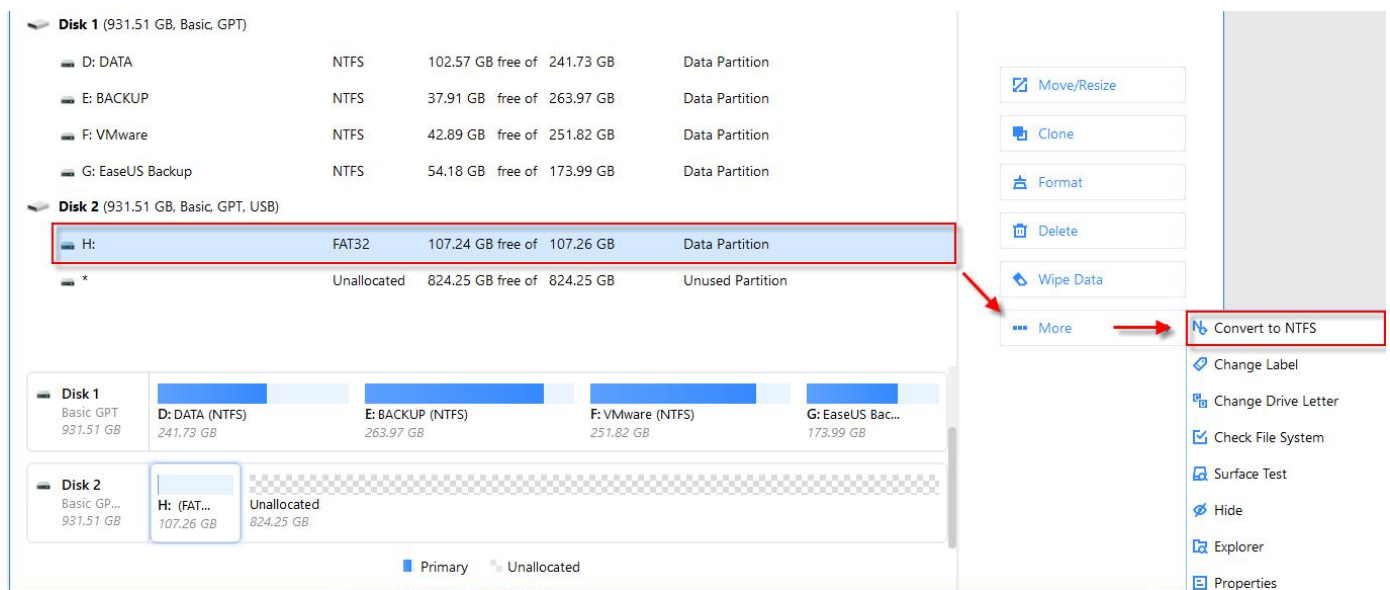 Disk 1 (931.51 GB, Basic, GPT)
D: DATA NTFS 102.57 GB free of 241.73 GB Data Partition
E: BACKUP NTFS 37.91 GB free of 263.97 GB Data Partition
F: VMware NTFS 42.89 GB free of 251.82 GB Data Partition
G: EaseUS Backup NTFS 54.18 GB free of 173.99 GB Data Partition
Disk 2 (931.51 GB, Basic, GPT, USB)
H: FAT32 107.24 GB free of 107.26 GB Data Partition
* Unallocated 824.25 GB free of 824.25 GB Unused Partition
Move/Resize
Clone
Format
Delete
Wipe Data
More
Convert to NTFS
Change Label
Change Drive Letter
Check File System
Surface Test
Hide
Explorer
Properties
Disk 1
Basic GPT
931.51 GB
D: DATA (NTFS)
241.73 GB
E: BACKUP (NTFS)
263.97 GB
F: VMware (NTFS)
251.82 GB
G: EaseUS Bac...
173.99 GB
Disk 2
Basic GP...
931.51 GB
H: (FAT...
107.26 GB
Unallocated
824.25 GB
Primary Unallocated